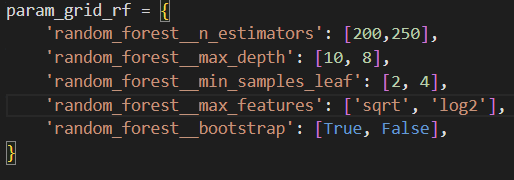 param_grid_rf = {
    'random_forest__n_estimators': [200,250],
    'random_forest__max_depth': [10, 8],
    'random_forest__min_samples_leaf': [2, 4],
    'random_forest__max_features': ['sqrt', 'log2'],
    'random_forest__bootstrap': [True, False],
}